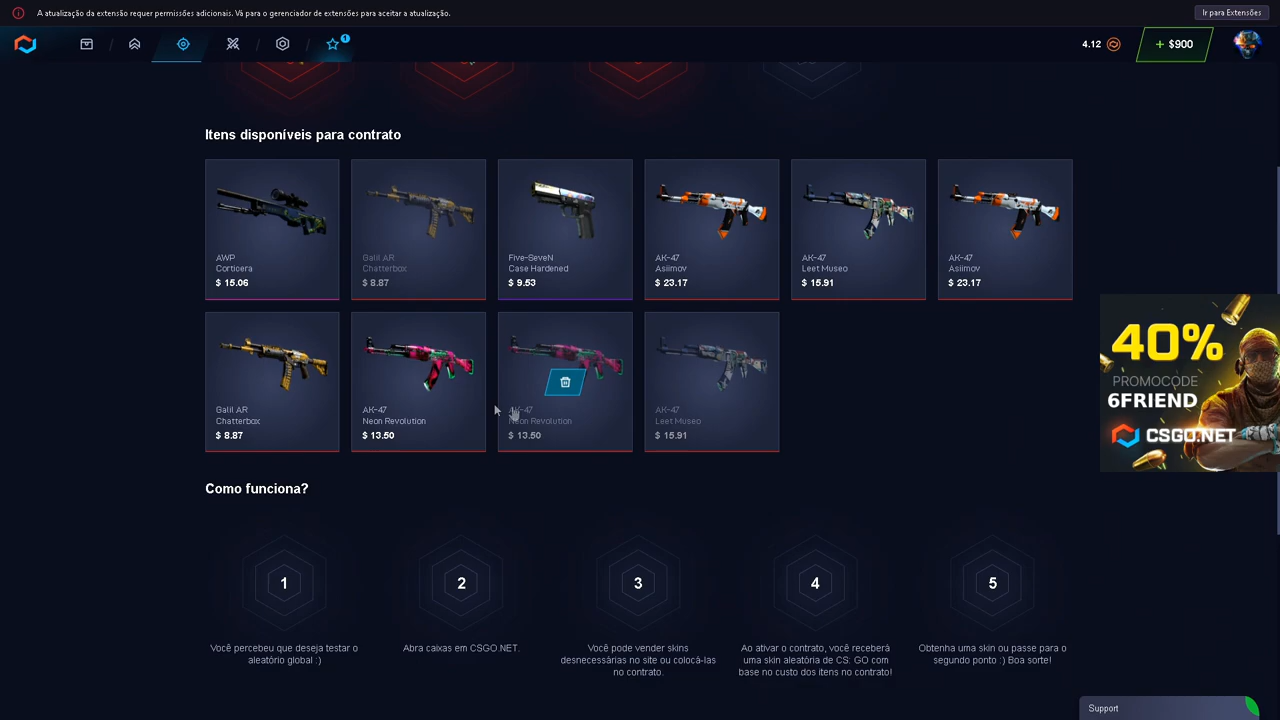 A atualização da extensão requer permissões adicionais. Vá para o gerenciador de extensões para aceitar a atualização.
Ir para Extensões
1
4.12
+ $900
Itens disponíveis para contrato
AWP
Corticera
$ 15.06
Galil AR
Chatterbox
$ 8.87
Five-SeveN
Case Hardened
$ 9.53
AK-47
Asiimov
$ 23.17
AK-47
Leet Museo
$ 15.91
AK-47
Asiimov
$ 23.17
Galil AR
Chatterbox
$ 8.87
AK-47
Neon Revolution
$ 13.50
AK-47
Neon Revolution
$ 13.50
AK-47
Leet Museo
$ 15.91
40%
PROMOCODE
6FRIEND
CSGO.NET
Como funciona?
1
2
3
4
5
Você percebeu que deseja testar o
aleatório global :)
Abra caixas em CSGO.NET.
Você pode vender skins
desnecessárias no site ou colocá-las
no contrato.
Ao ativar o contrato, você receberá
uma skin aleatória de CS: GO com
base no custo dos itens no contrato!
Obtenha uma skin ou passe para o
segundo ponto :) Boa sorte!
Support